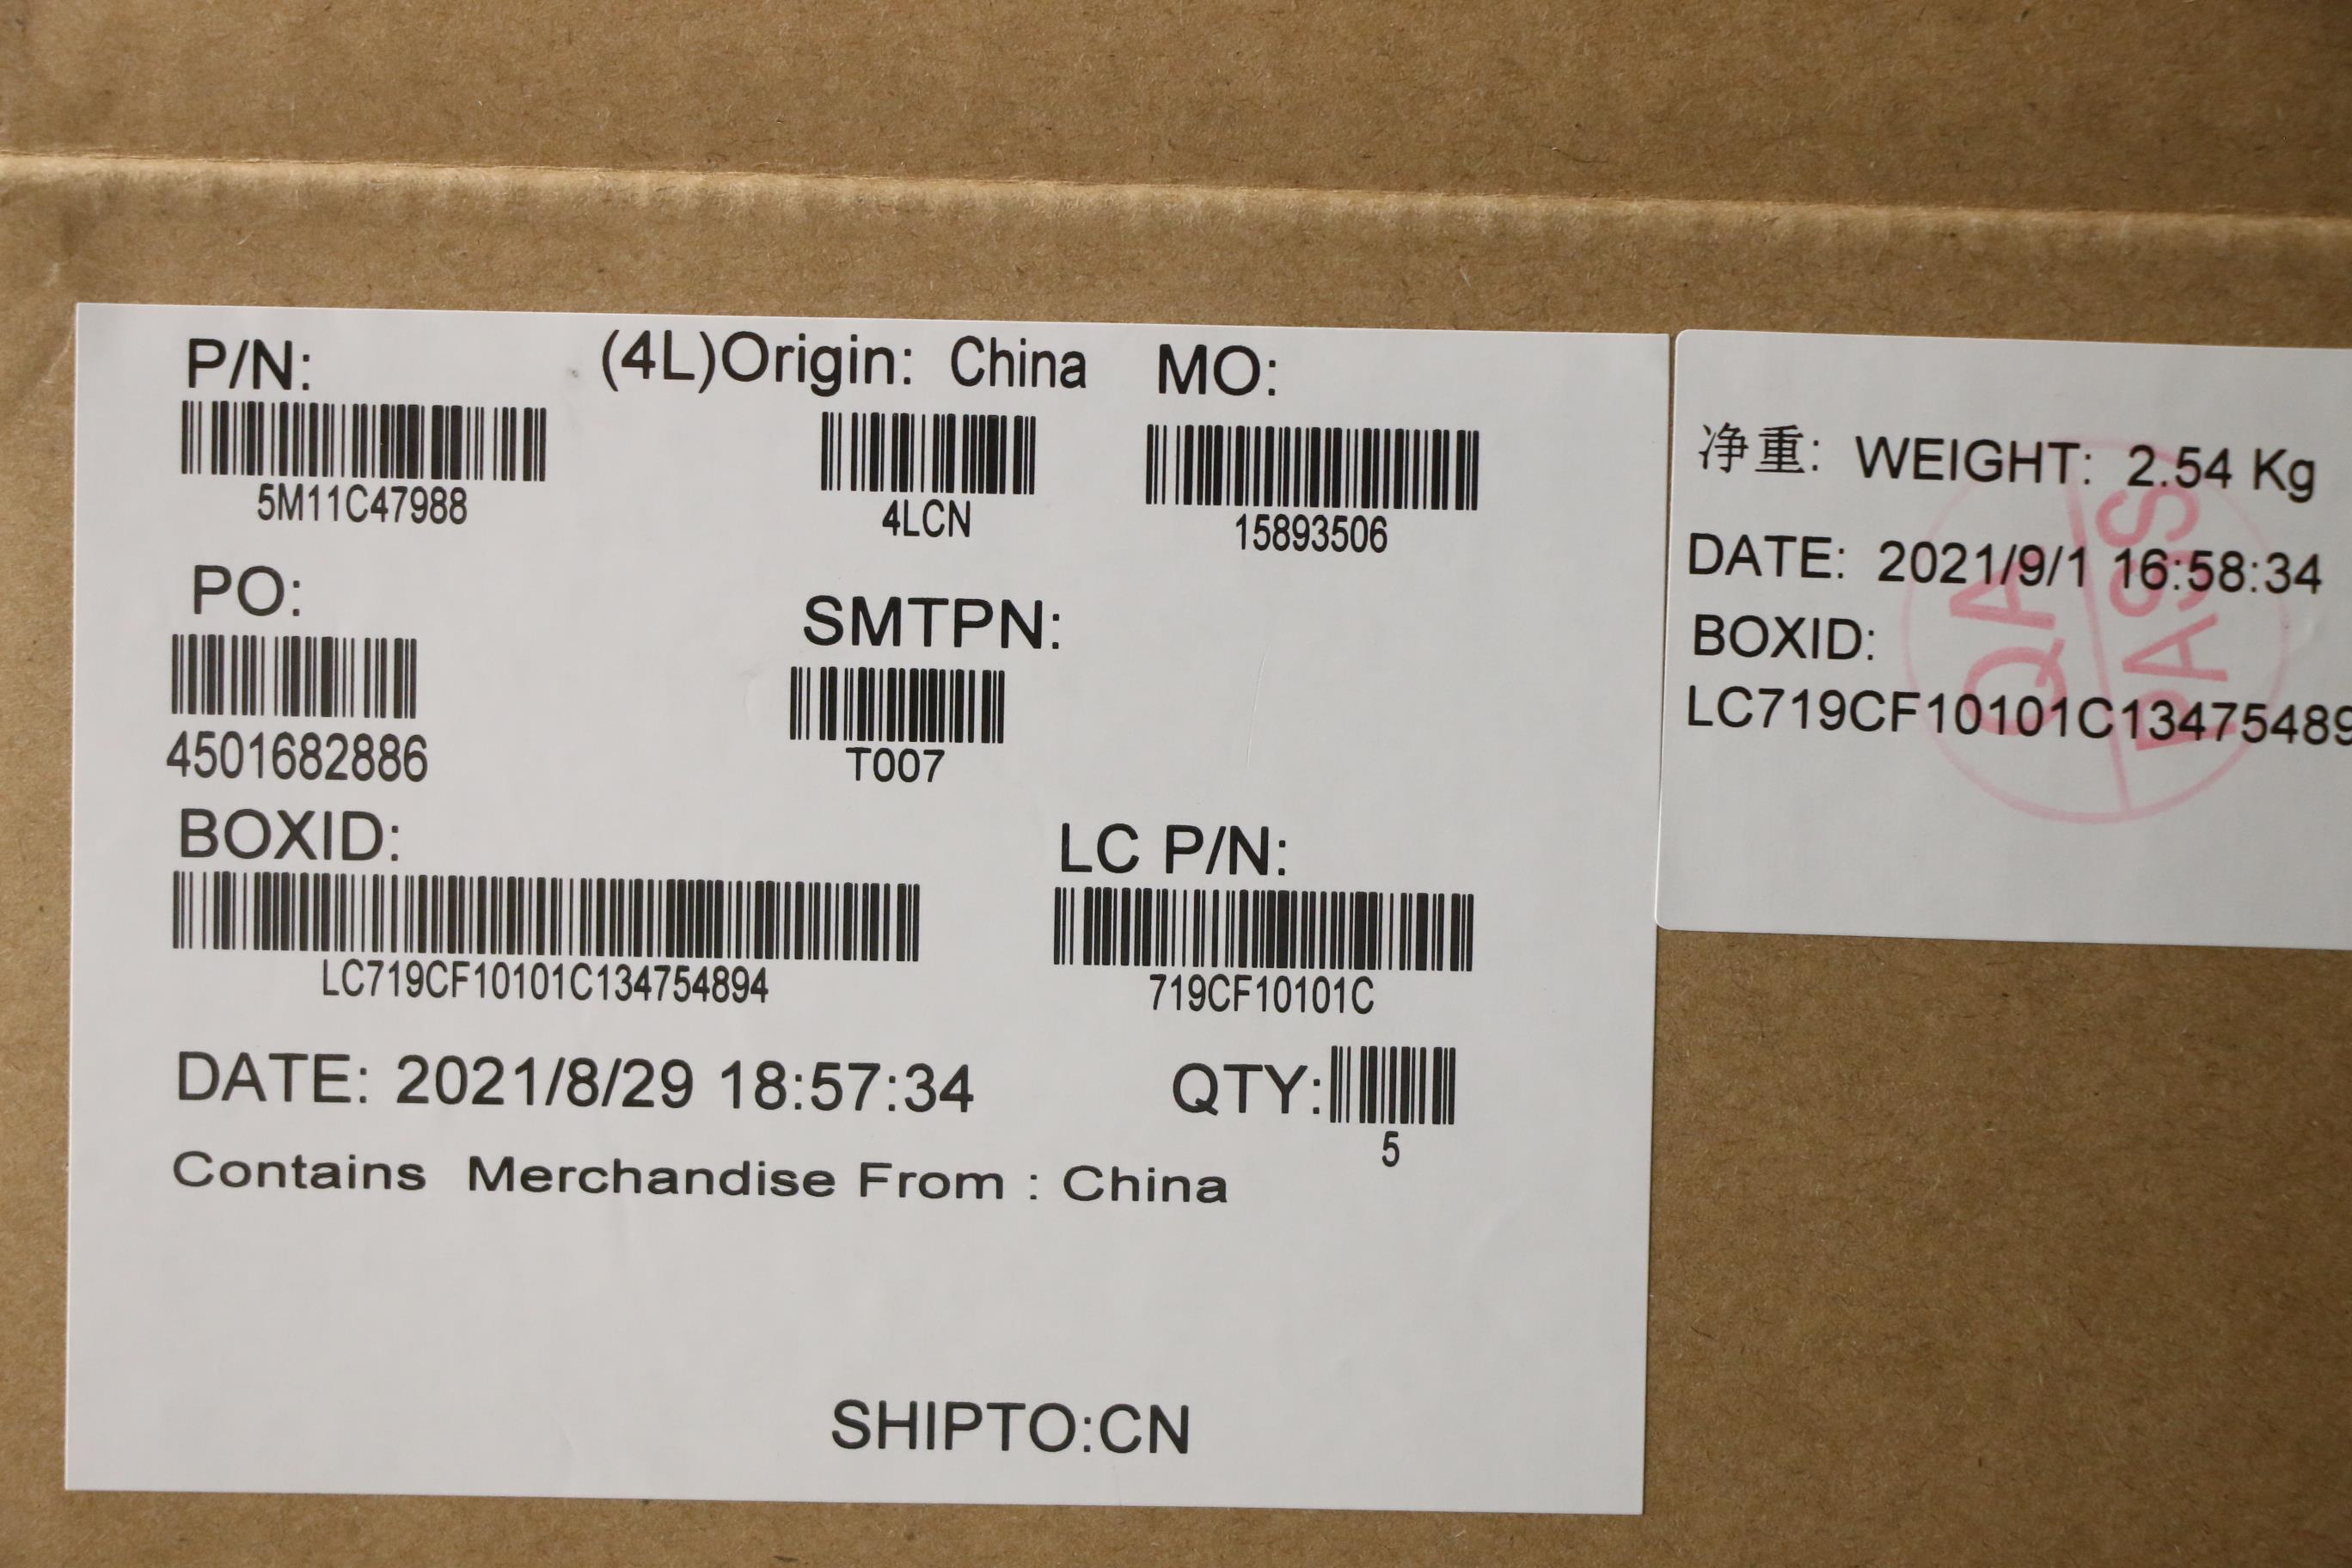 P/N:
(4L)Origin: China
MO:
5M11C47988
4LCN
15893506
PO:
SMTPN:
4501682886
T007
BOXID:
LC P/N:
LC719CF10101C134754894
719CF10101C
DATE: 2021/8/29 18:57:34
QTY:
5
Contains Merchandise From : China
SHIPTO:CN
净重: WEIGHT: 2.54 Kg
DATE: 2021/9/1 16:58:34
BOXID:
LC719CF10101C13475489
QA
PASS